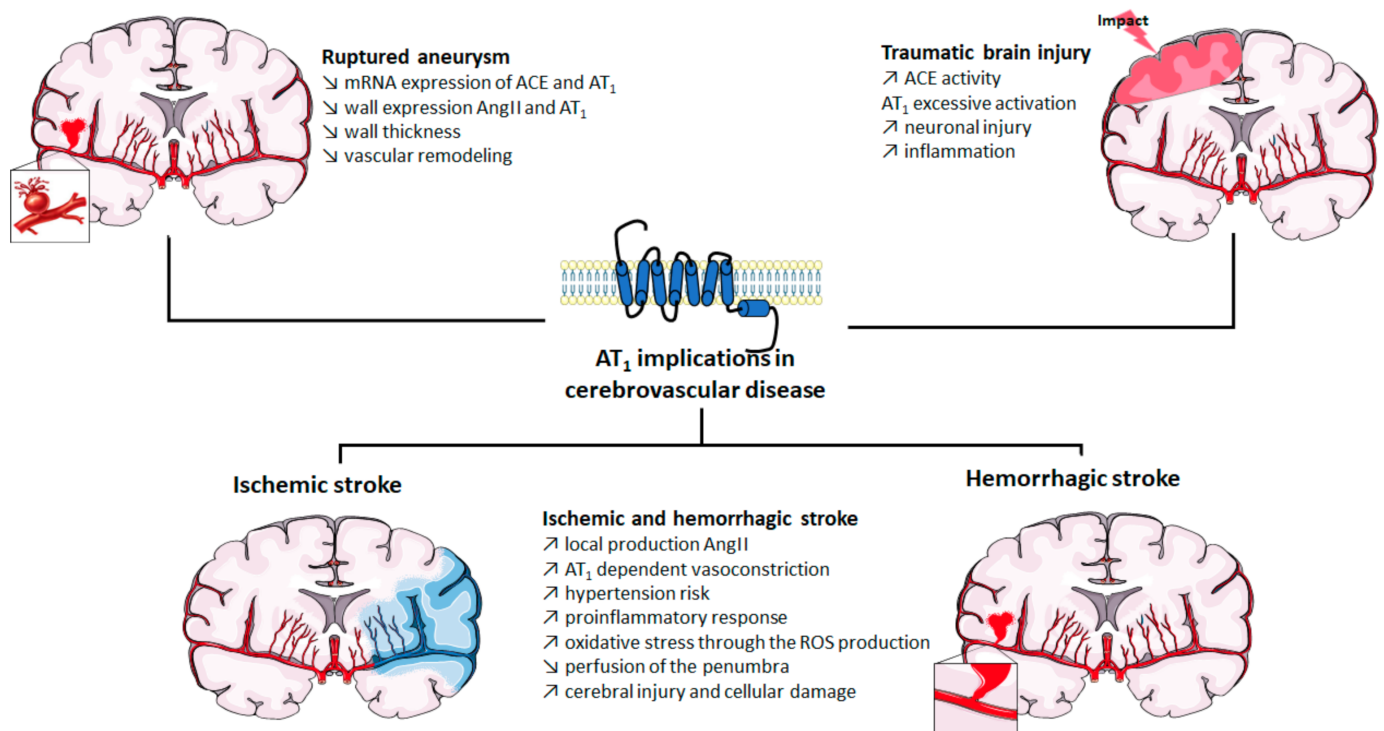 Ruptured aneurysm
↘ mRNA expression of ACE and AT₁
↘ wall expression AngII and AT₁
↘ wall thickness
↘ vascular remodeling
Impact
Traumatic brain injury
↗ ACE activity
AT₁ excessive activation
↗ neuronal injury
↗ inflammation
AT₁ implications in
cerebrovascular disease
Ischemic stroke
Hemorrhagic stroke
Ischemic and hemorrhagic stroke
↗ local production AngII
↗ AT₁ dependent vasoconstriction
↗ hypertension risk
↗ proinflammatory response
↗ oxidative stress through the ROS production
↘ perfusion of the penumbra
↗ cerebral injury and cellular damage